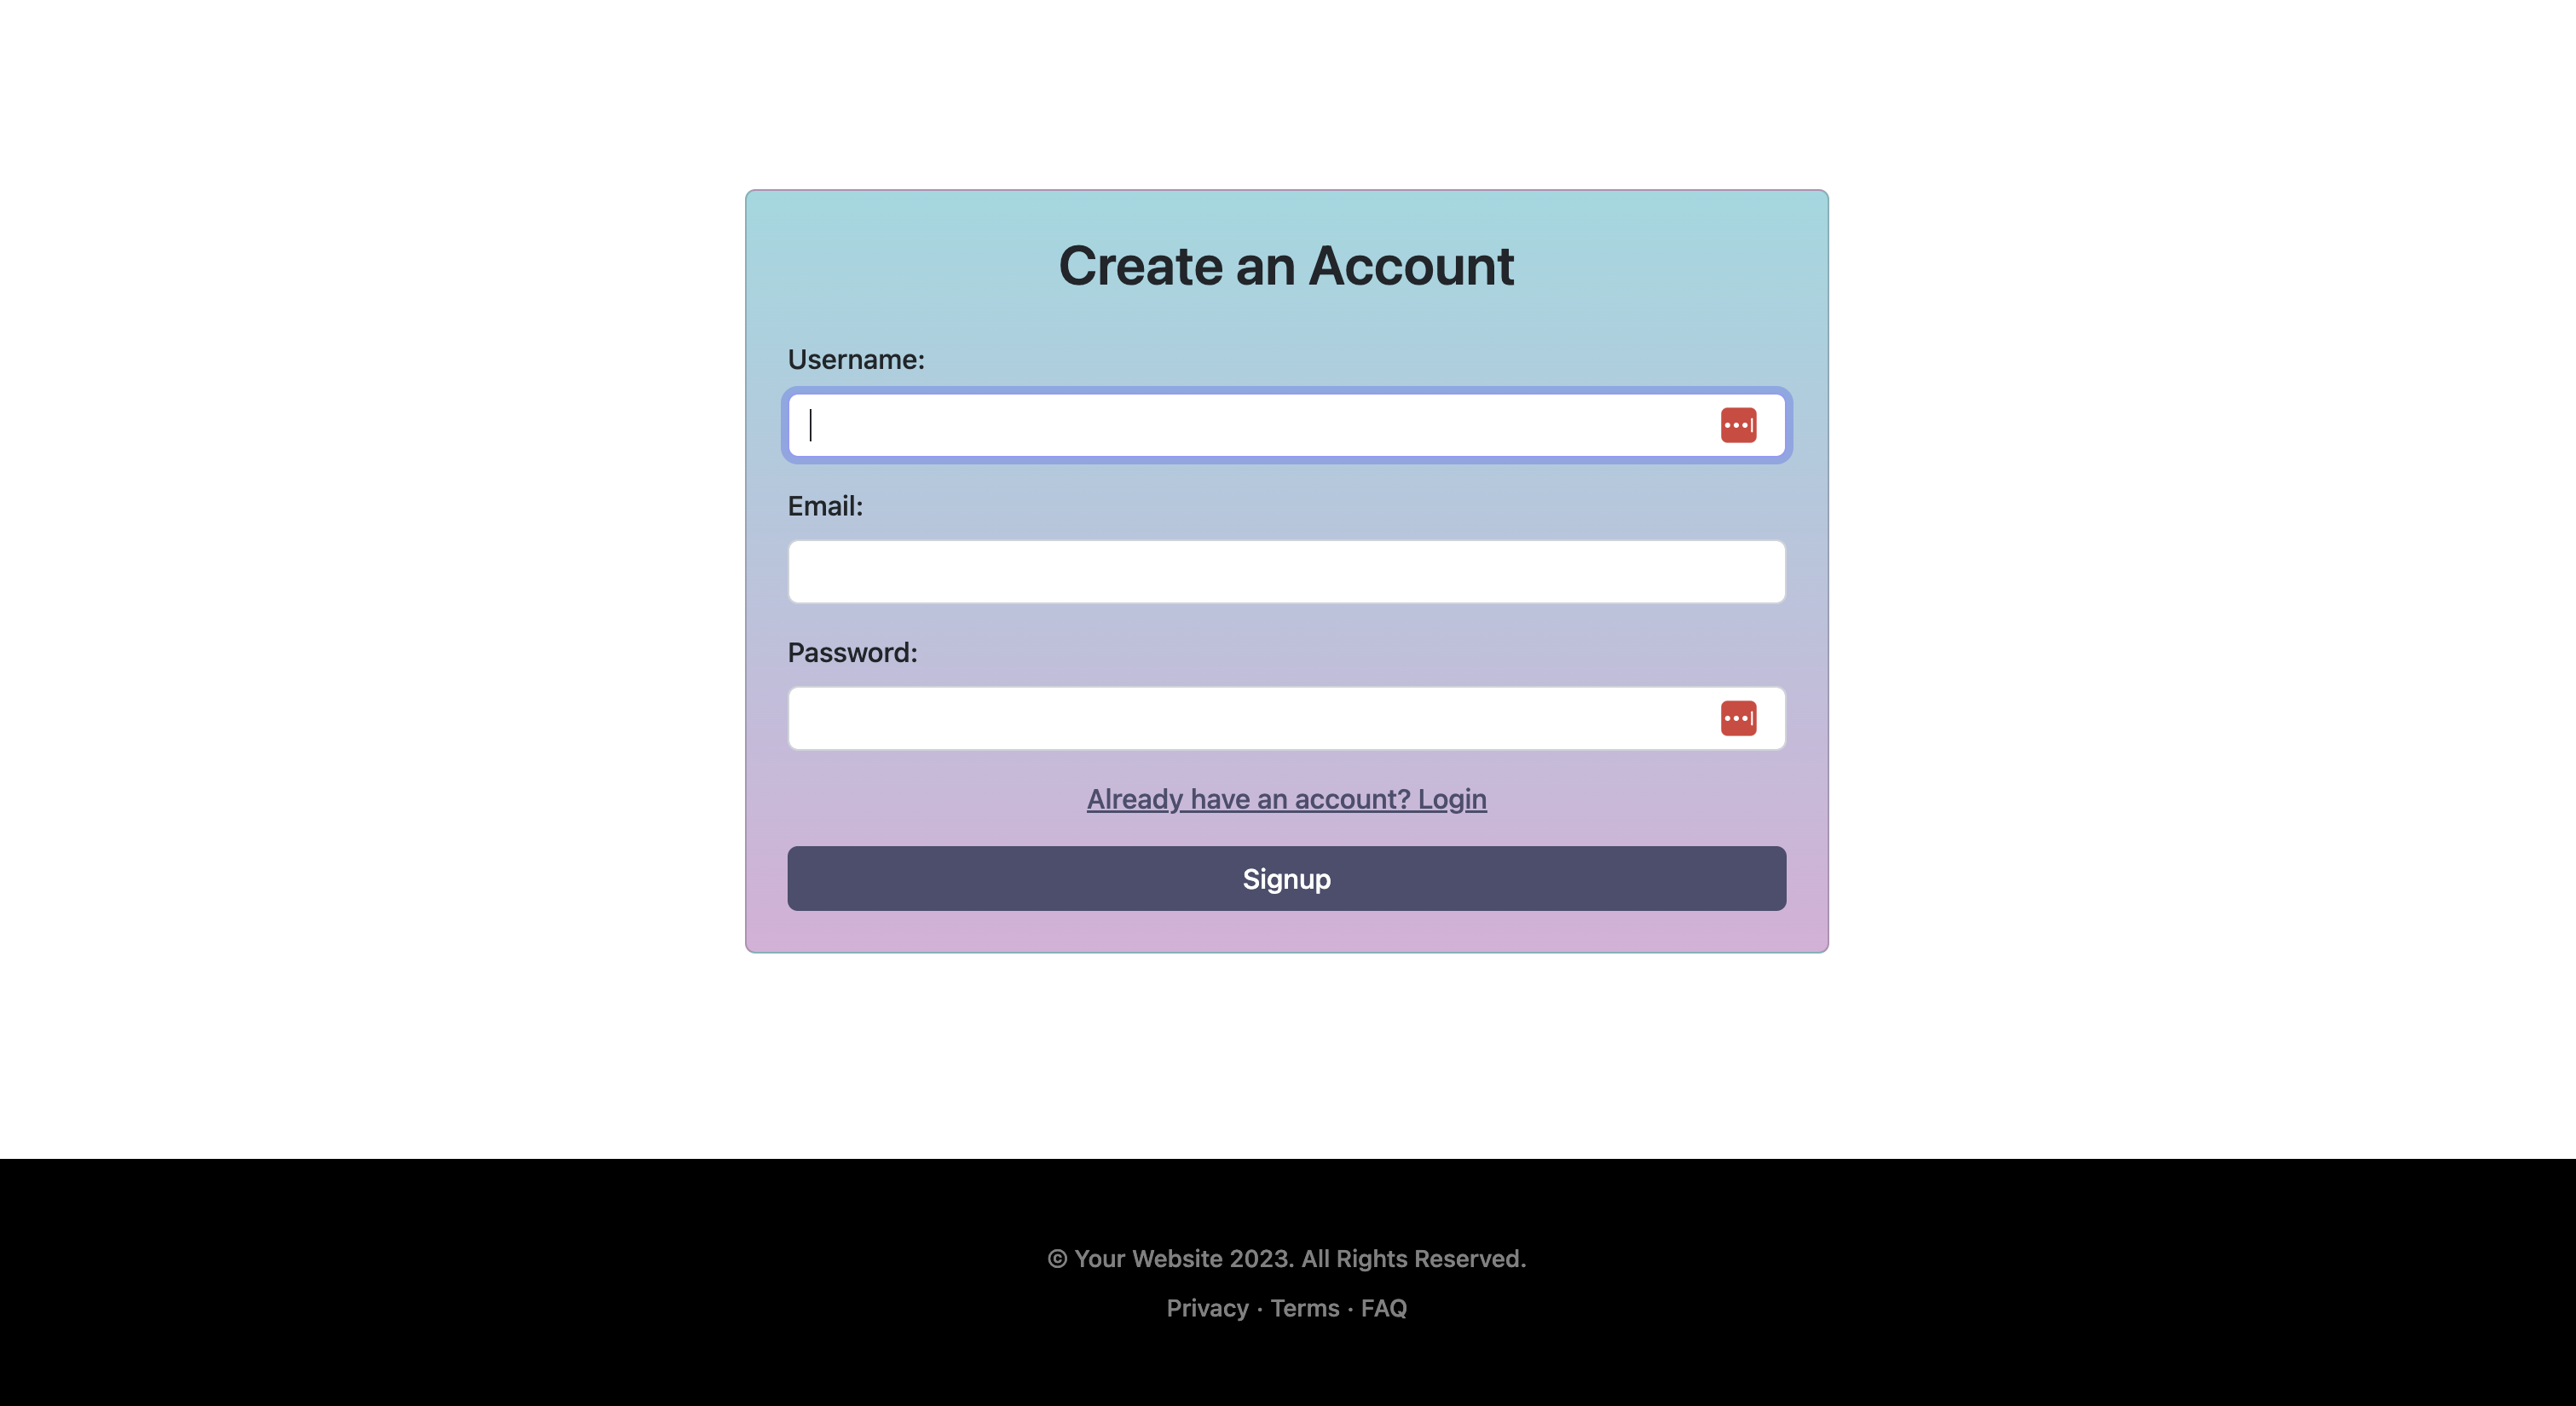 Create an Account
Username:
Email:
Password:
Already have an account? Login
Signup
© Your Website 2023. All Rights Reserved.
Privacy · Terms · FAQ